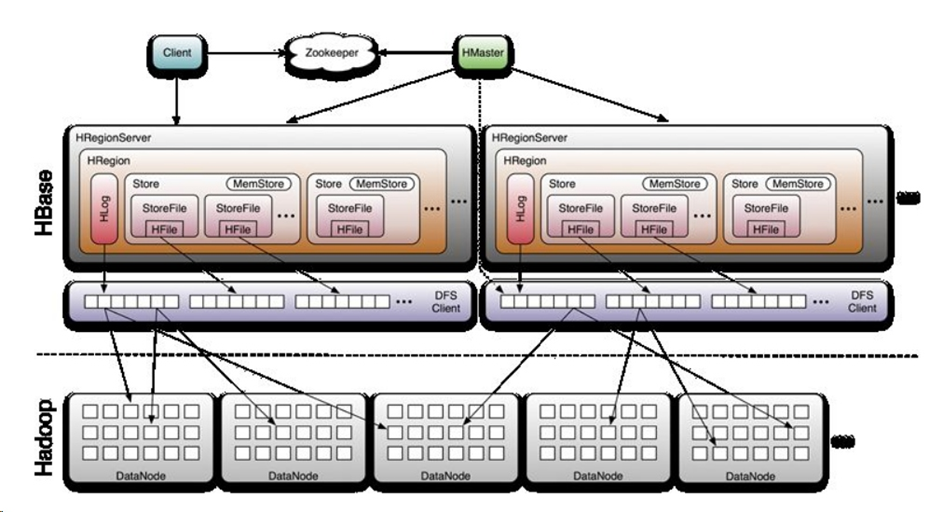 Client
Zookeeper
HMaster
HBase
HRegionServer
HRegion
HLog
Store
MemStore
StoreFile
HFile
StoreFile
HFile
...
Store
MemStore
StoreFile
HFile
...
...
HRegionServer
HRegion
HLog
Store
MemStore
StoreFile
HFile
StoreFile
HFile
...
Store
MemStore
StoreFile
HFile
...
...
...
DFS
Client
...
DFS
Client
Hadoop
DataNode
DataNode
DataNode
DataNode
DataNode